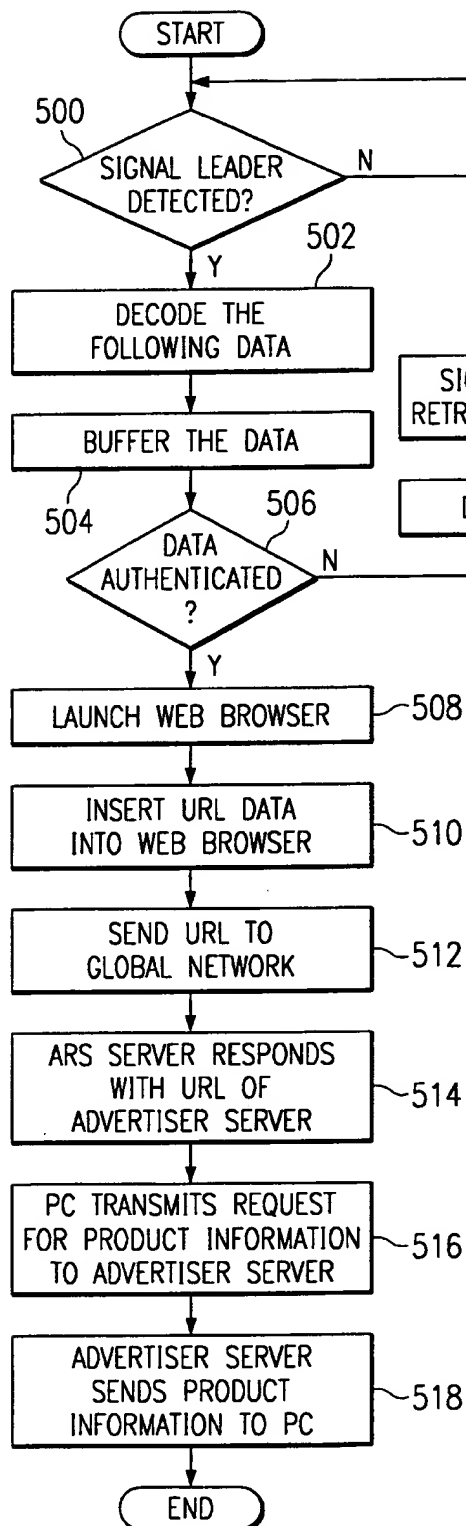 START
500
SIGNAL LEADER
DETECTED?
N
Y
502
DECODE THE
FOLLOWING DATA
BUFFER THE DATA
504
506
DATA
AUTHENTICATED
?
N
Y
LAUNCH WEB BROWSER
508
INSERT URL DATA
INTO WEB BROWSER
510
SEND URL TO
GLOBAL NETWORK
512
ARS SERVER RESPONDS
WITH URL OF
ADVERTISER SERVER
514
PC TRANSMITS REQUEST
FOR PRODUCT INFORMATION
TO ADVERTISER SERVER
516
ADVERTISER SERVER
SENDS PRODUCT
INFORMATION TO PC
518
END